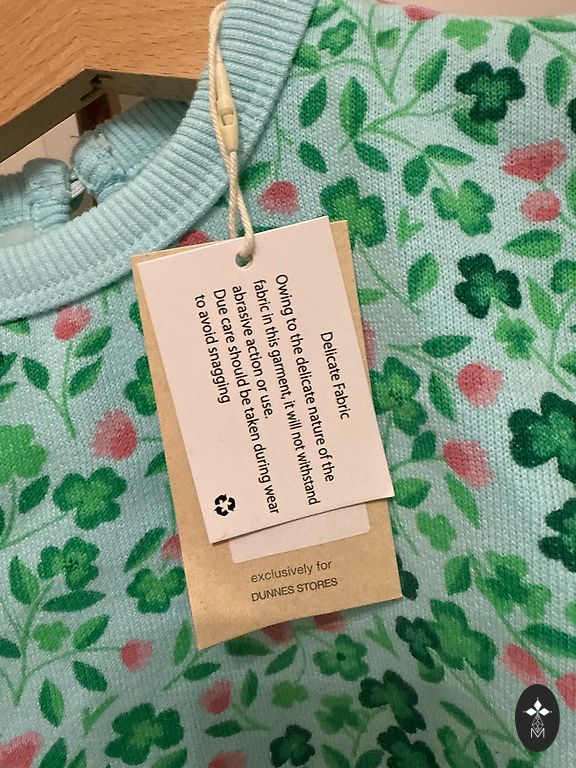 Delicate Fabric
Owing to the delicate nature of the
fabric in this garment, it will not withstand
abrasive action or use.
Due care should be taken during wear
to avoid snagging
exclusively for
DUNNES STORES
M